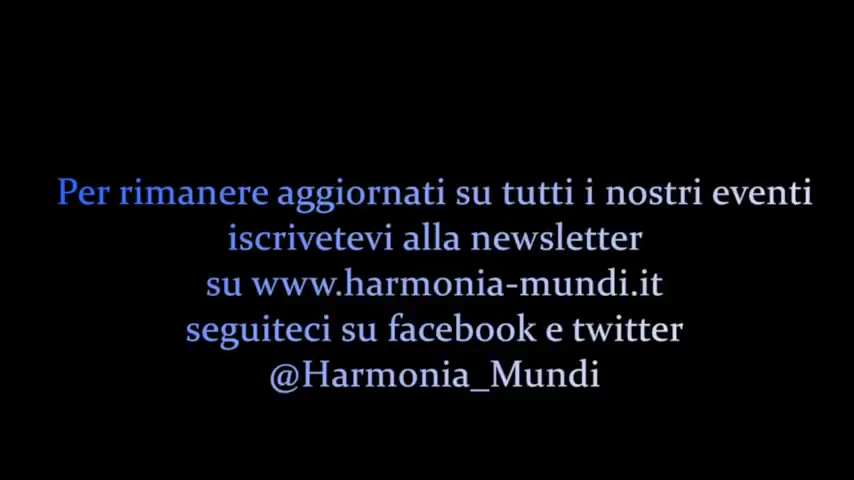 Per rimanere aggiornati su tutti i nostri eventi
iscrivetevi alla newsletter
su www.harmonia-mundi.it
seguiteci su facebook e twitter
@Harmonia_Mundi